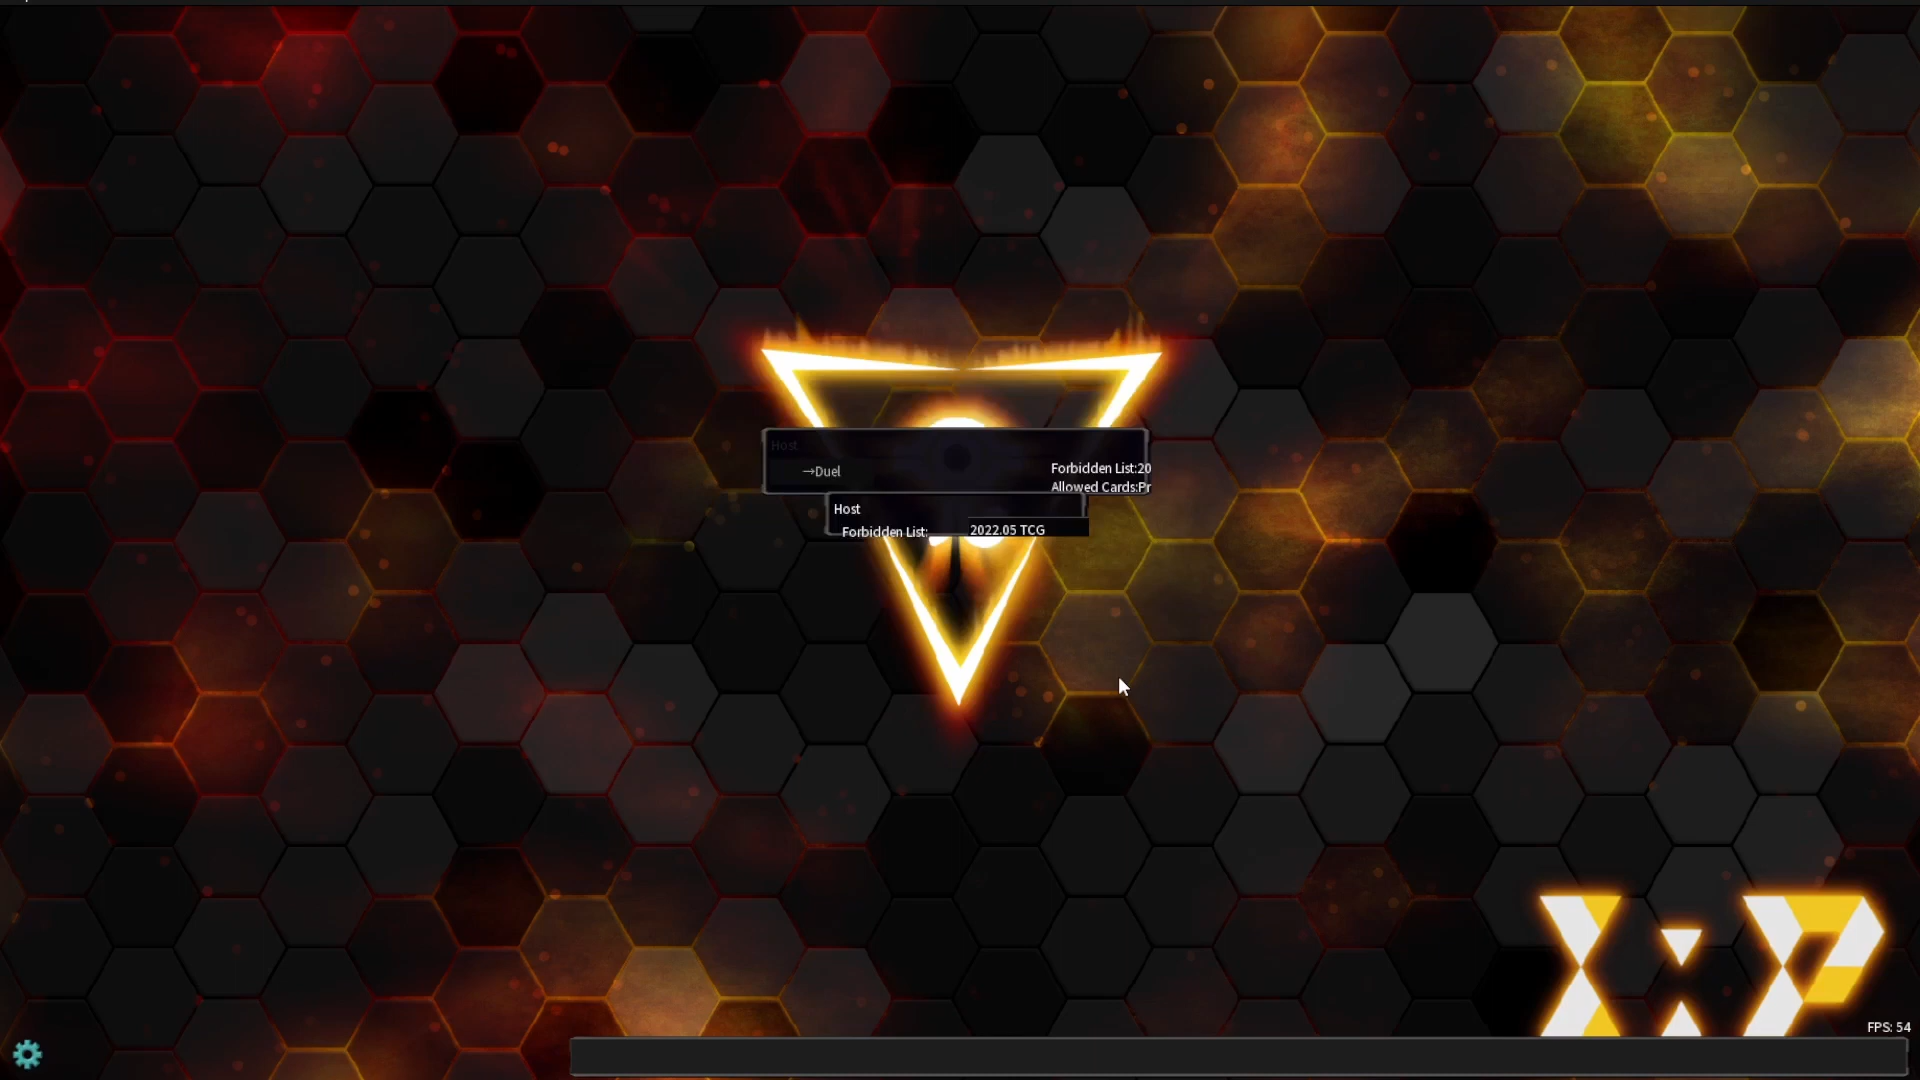 Host
→Duel
Forbidden List:20
Allowed Cards:Pr
Host
Forbidden List:
2022.05 TCG
X:P
FPS: 54